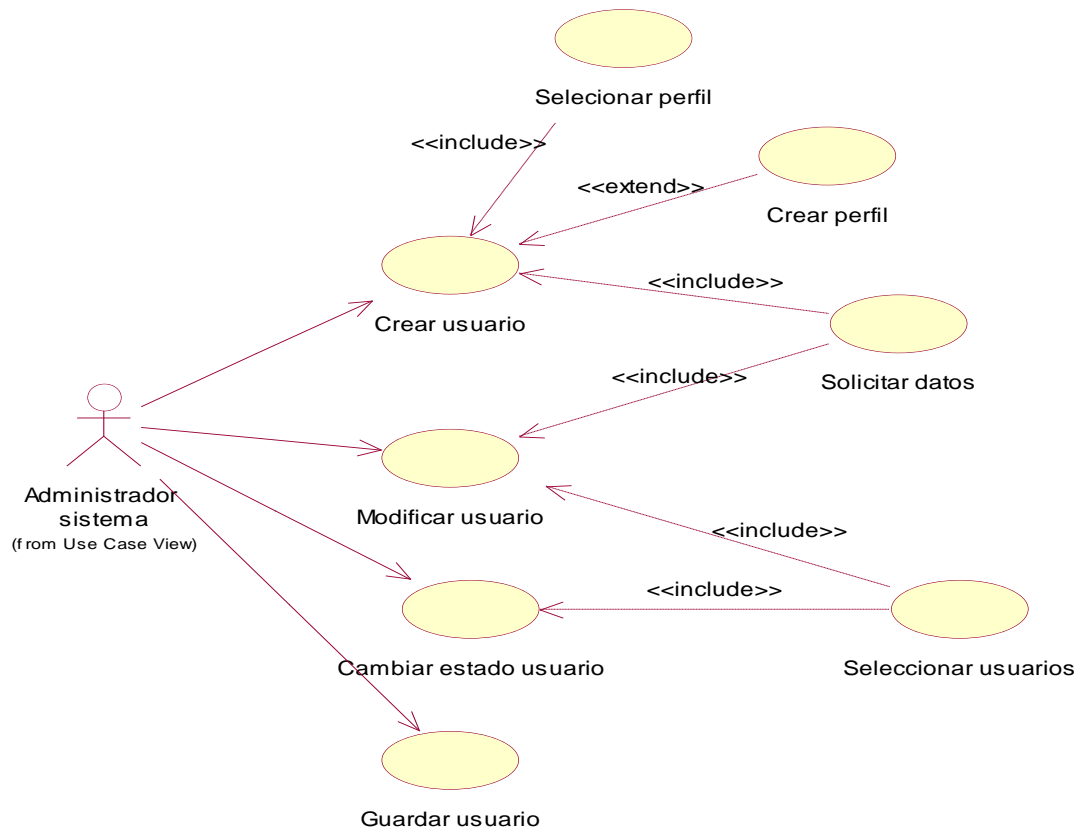 Selecionar perfil
<<include>>
<<extend>>
Crear perfil
<<include>>
Crear usuario
<<include>>
Solicitar datos
Administrador
sistema
(from Use Case View)
Modificar usuario
<<include>>
<<include>>
Cambiar estado usuario
Seleccionar usuarios
Guardar usuario